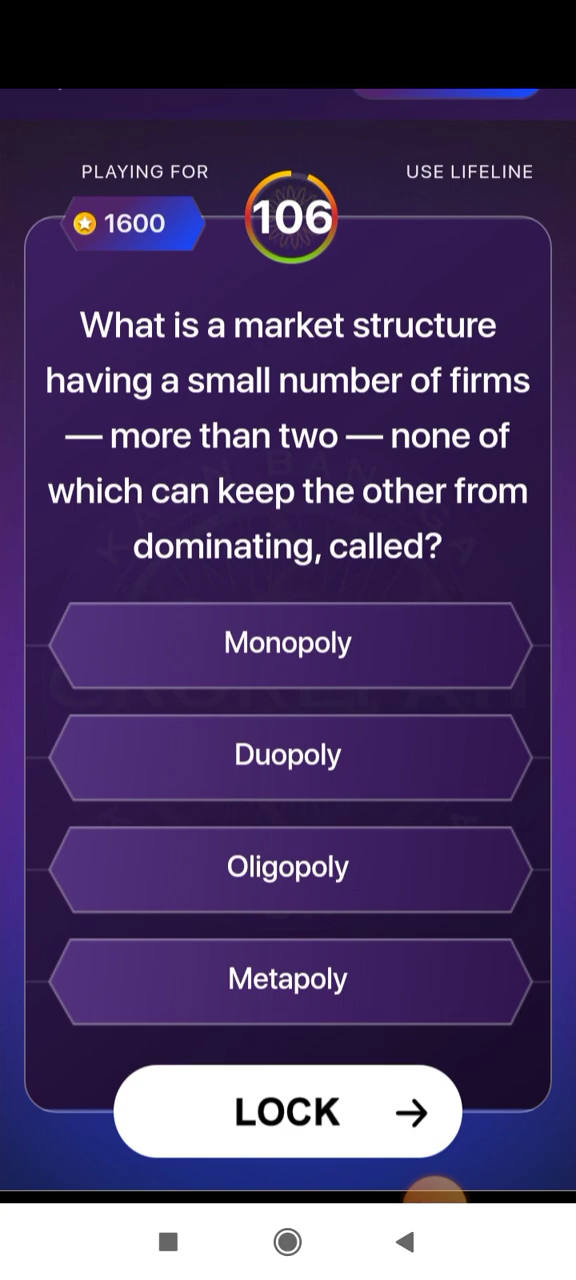 PLAYING FOR
USE LIFELINE
1600
106
What is a market structure
having a small number of firms
— more than two — none of
which can keep the other from
dominating, called?
Monopoly
Duopoly
Oligopoly
Metapoly
LOCK